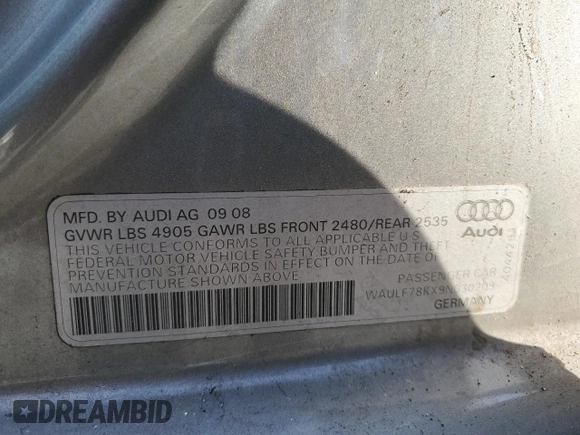 MFD. BY AUDI AG 09 08
GVWR LBS 4905 GAWR LBS FRONT 2480/REAR 2535
THIS VEHICLE CONFORMS TO ALL APPLICABLE U S
FEDERAL MOTOR VEHICLE SAFETY BUMPER AND THEFT
PREVENTION STANDARDS IN EFFECT ON THE DATE OF
MANUFACTURE SHOWN ABOVE
PASSENGER CAR
GERMANY
Audi
DREAMBID